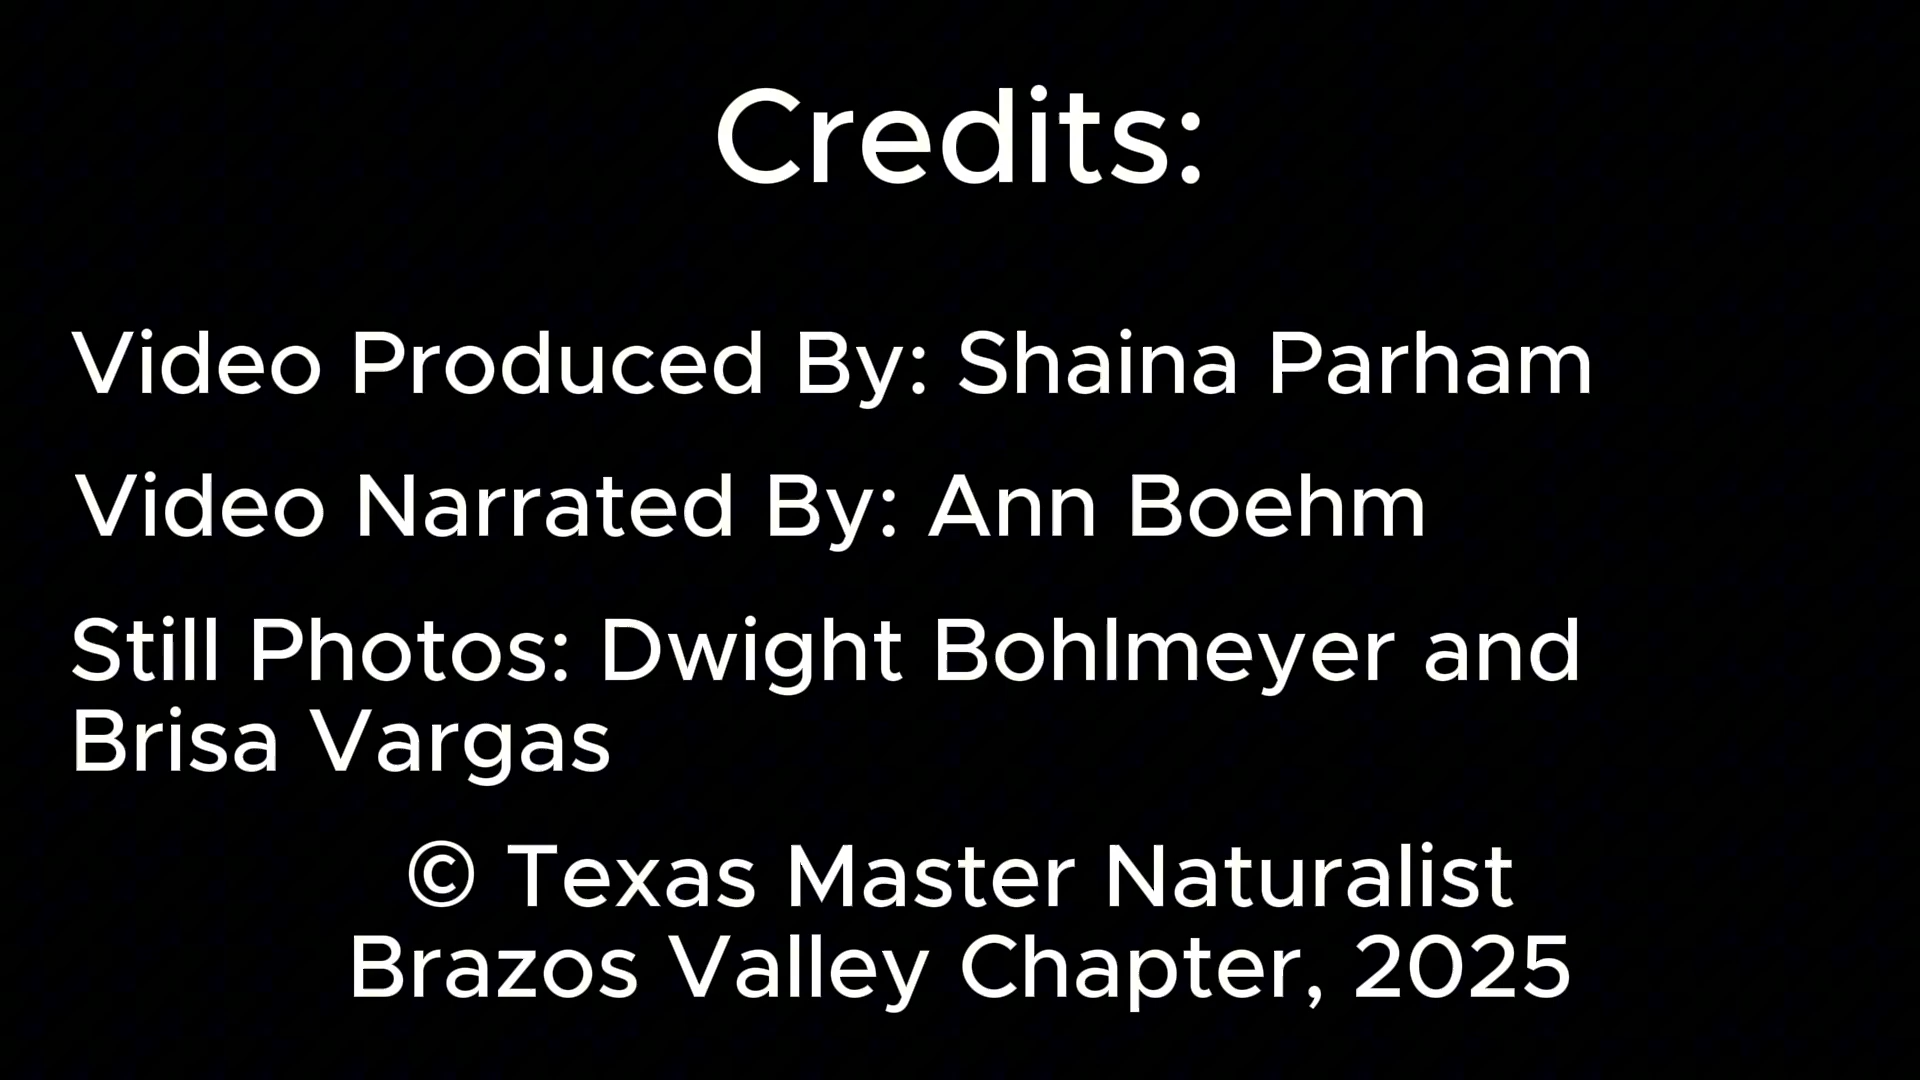 Credits:
Video Produced By: Shaina Parham
Video Narrated By: Ann Boehm
Still Photos: Dwight Bohlmeyer and
Brisa Vargas
© Texas Master Naturalist
Brazos Valley Chapter, 2025